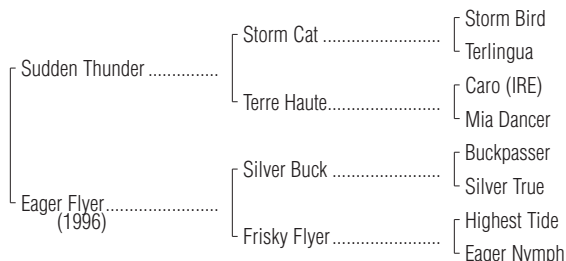 Storm Bird
Storm Cat ........................
Terlingua
Sudden Thunder ..............
Caro (IRE)
Terre Haute.......................
Mia Dancer
Buckpasser
Silver Buck ......................
Silver True
Eager Flyer.......................
(1996)
Highest Tide
Frisky Flyer......................
Eager Nymph